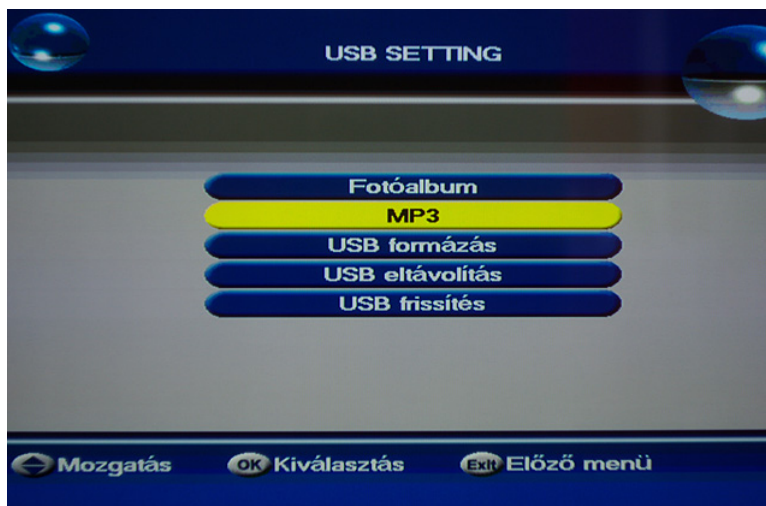 USB SETTING
Fotóalbum
MP3
USB formázás
USB eltávolítás
USB frissítés
Mozgatás OK Kiválasztás Exit Előző menü